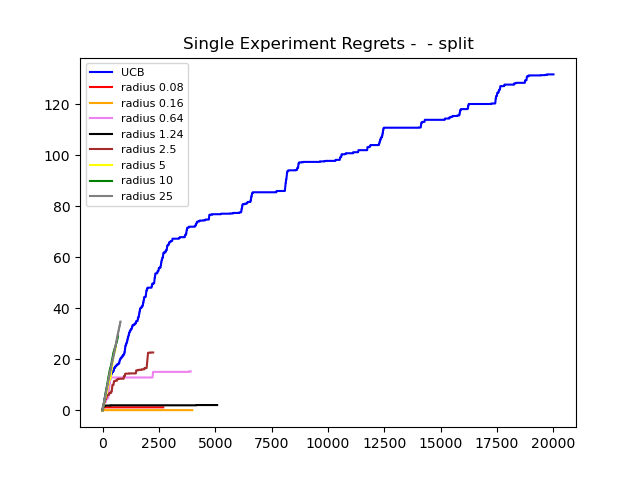 Single Experiment Regrets -  - split
UCB
radius 0.08
radius 0.16
radius 0.64
radius 1.24
radius 2.5
radius 5
radius 10
radius 25
120
100
80
60
40
20
0
0 2500 5000 7500 10000 12500 15000 17500 20000